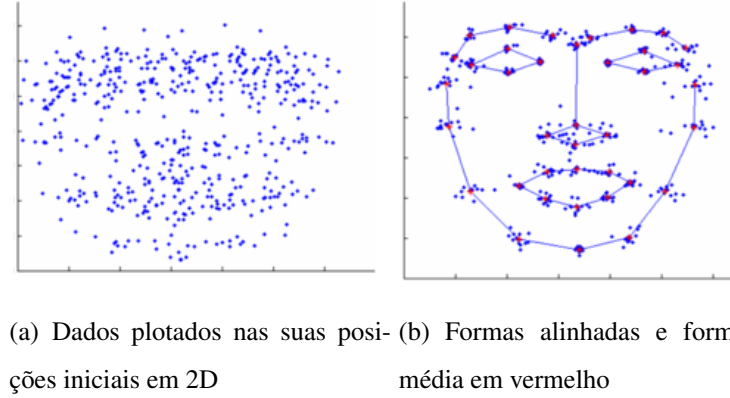 (a) Dados plotados nas suas posi-
ções iniciais em 2D
(b) Formas alinhadas e form
média em vermelho